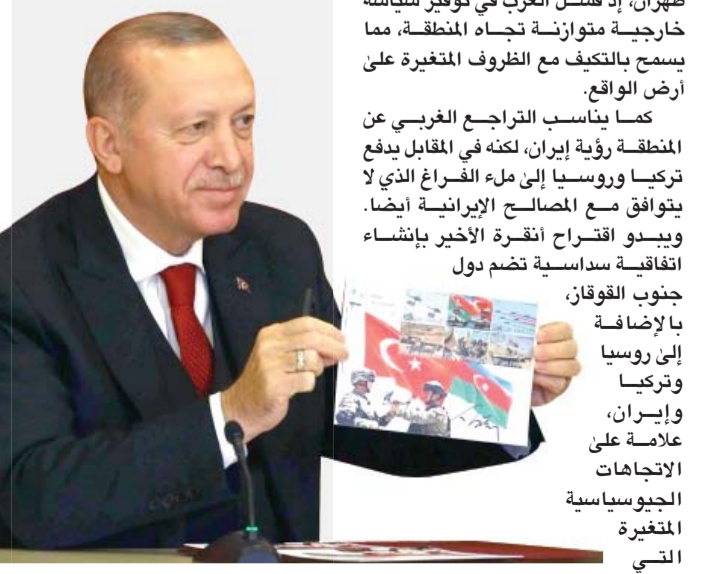 طهران، إذ فشل الغرب في توفير سياسة
خارجية متوازنة تجاه المنطقة، مما
يسمح بالتكيف مع الظروف المتغيرة على
أرض الواقع.
كما يناسب التراجع الغربي عن
المنطقة رؤية إيران، لكنه في المقابل يدفع
تركيا وروسيا إلى ملء الفراغ الذي لا
يتوافق مع المصالح الإيرانية أيضا.
ويبدو اقتراح أنقرة الأخير بإنشاء
اتفاقية سداسية تضم دول
جنوب القوقاز،
بالإضافة
إلى روسيا
وتركيا
وإيران،
علامة على
الاتجاهات
الجيوسياسية
المتغيرة
التي